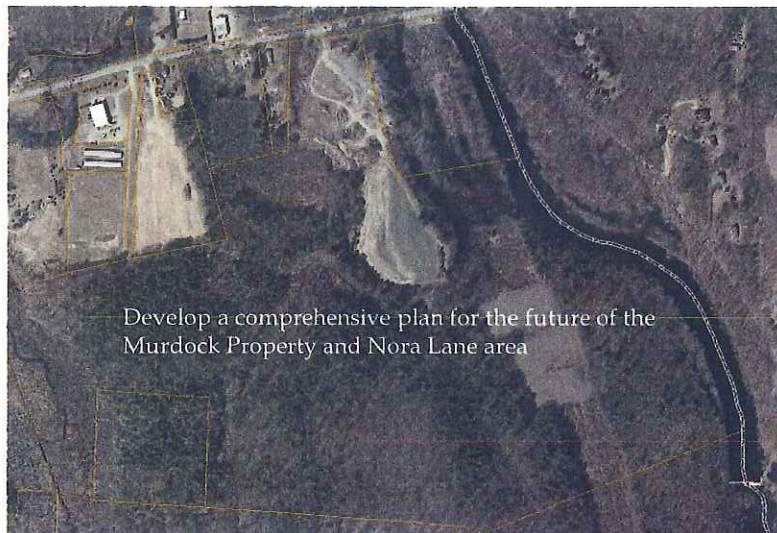 Develop a comprehensive plan for the future of the
Murdock Property and Nora Lane area